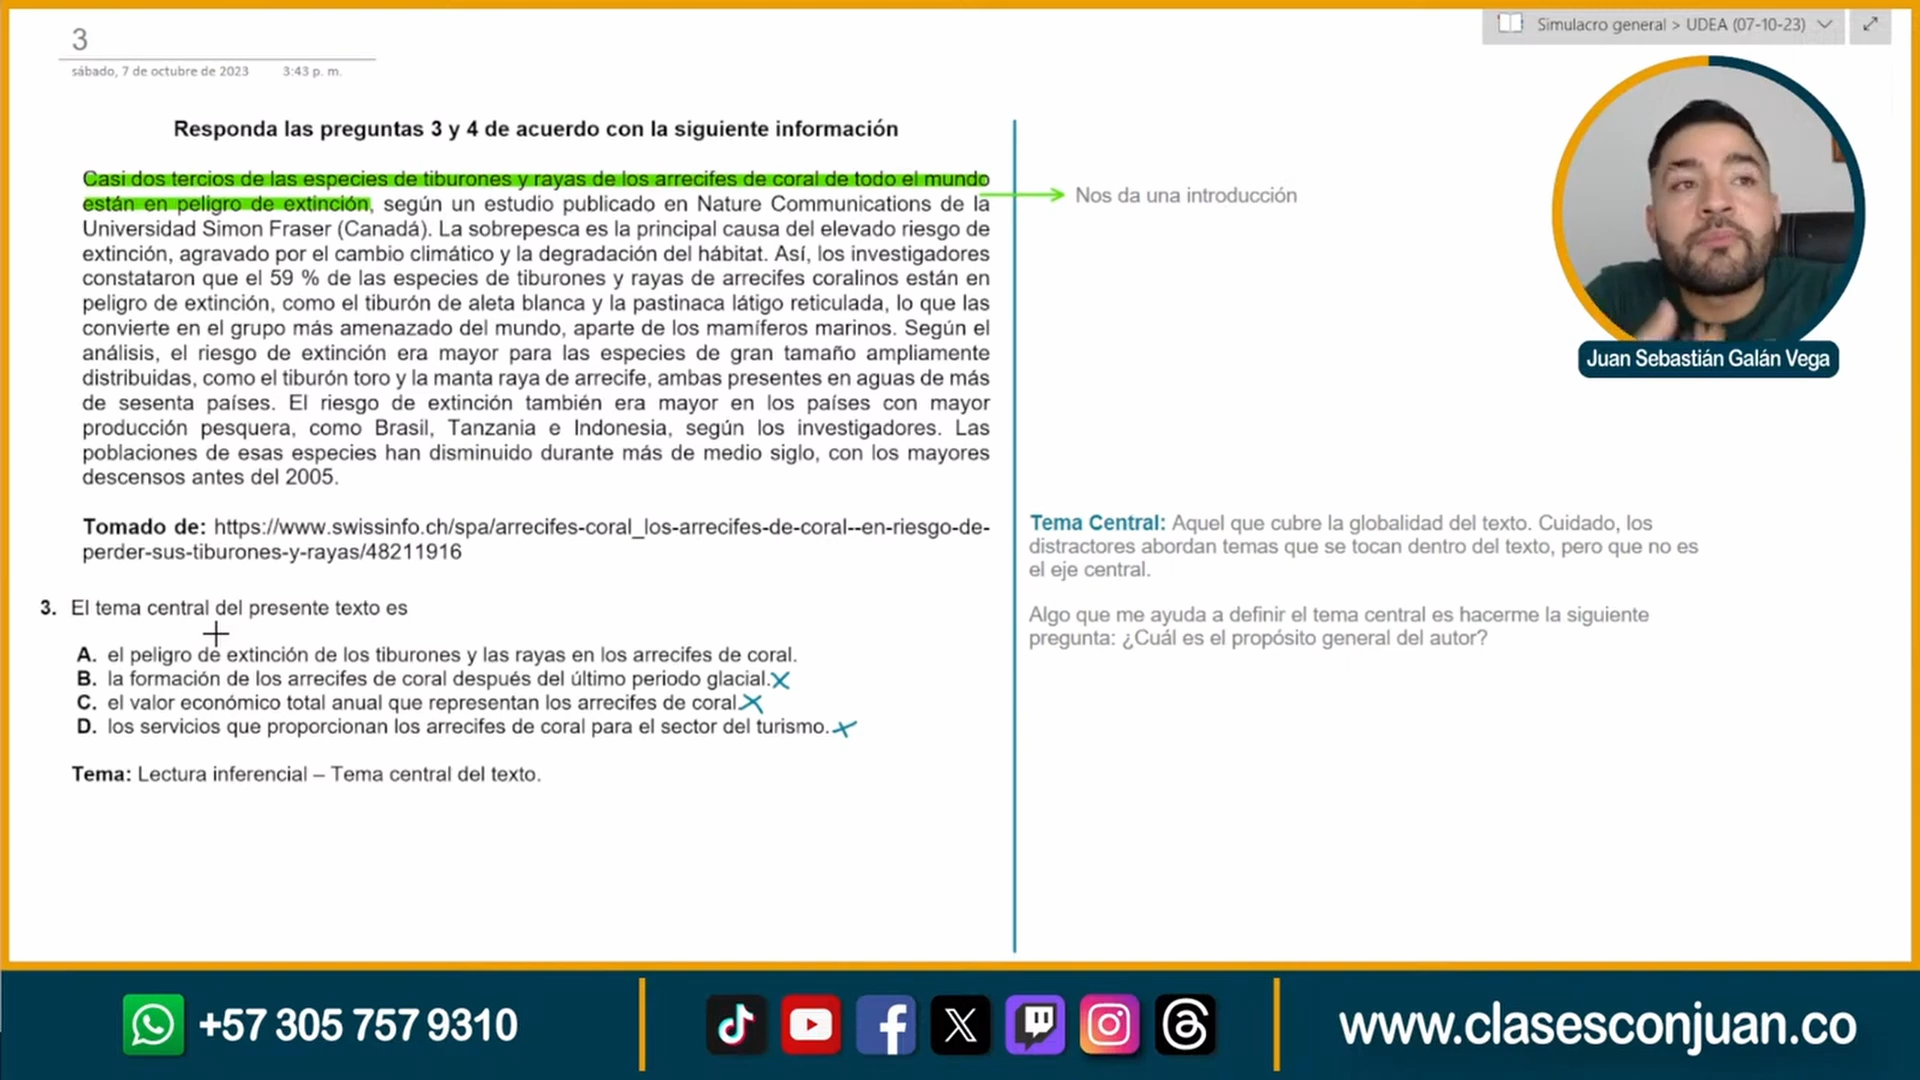 3
Simulacro general > UDEA (07-10-23)
sábado, 7 de octubre de 2023 3:43 p. m.
Responda las preguntas 3 y 4 de acuerdo con la siguiente información
Casi dos tercios de las especies de tiburones y rayas de los arrecifes de coral de todo el mundo
están en peligro de extinción, según un estudio publicado en Nature Communications de la
Universidad Simon Fraser (Canadá). La sobrepesca es la principal causa del elevado riesgo de
extinción, agravado por el cambio climático y la degradación del hábitat. Así, los investigadores
constataron que el 59 % de las especies de tiburones y rayas de arrecifes coralinos están en
peligro de extinción, como el tiburón de aleta blanca y la pastinaca látigo reticulada, lo que las
convierte en el grupo más amenazado del mundo, aparte de los mamíferos marinos. Según el
análisis, el riesgo de extinción era mayor para las especies de gran tamaño ampliamente
distribuidas, como el tiburón toro y la manta raya de arrecife, ambas presentes en aguas de más
de sesenta países. El riesgo de extinción también era mayor en los países con mayor
producción pesquera, como Brasil, Tanzania e Indonesia, según los investigadores. Las
poblaciones de esas especies han disminuido durante más de medio siglo, con los mayores
descensos antes del 2005.
Tomado de: https://www.swissinfo.ch/spa/arrecifes-coral_los-arrecifes-de-coral--en-riesgo-de-
perder-sus-tiburones-y-rayas/48211916
3. El tema central del presente texto es
A. el peligro de extinción de los tiburones y las rayas en los arrecifes de coral.
B. la formación de los arrecifes de coral después del último periodo glacial.
C. el valor económico total anual que representan los arrecifes de coral.
D. los servicios que proporcionan los arrecifes de coral para el sector del turismo.
Tema: Lectura inferencial – Tema central del texto.
Nos da una introducción
Tema Central: Aquel que cubre la globalidad del texto. Cuidado, los
distractores abordan temas que se tocan dentro del texto, pero que no es
el eje central.
Algo que me ayuda a definir el tema central es hacerme la siguiente
pregunta: ¿Cuál es el propósito general del autor?
Juan Sebastián Galán Vega
+57 305 757 9310
www.clasesconjuan.co